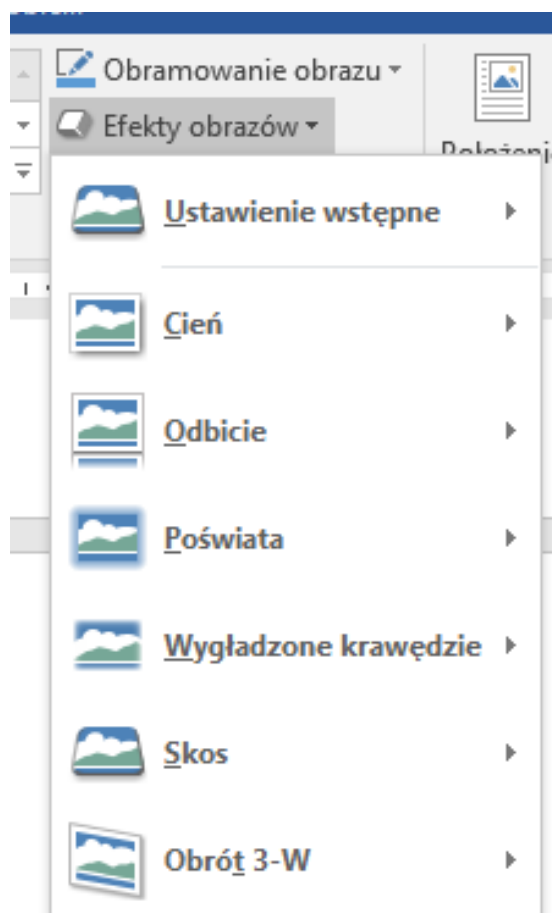 Obramowanie obrazu
Efekty obrazów
Ustawienie wstępne
Cień
Odbicie
Poświata
Wygładzone krawędzie
Skos
Obrót 3-W